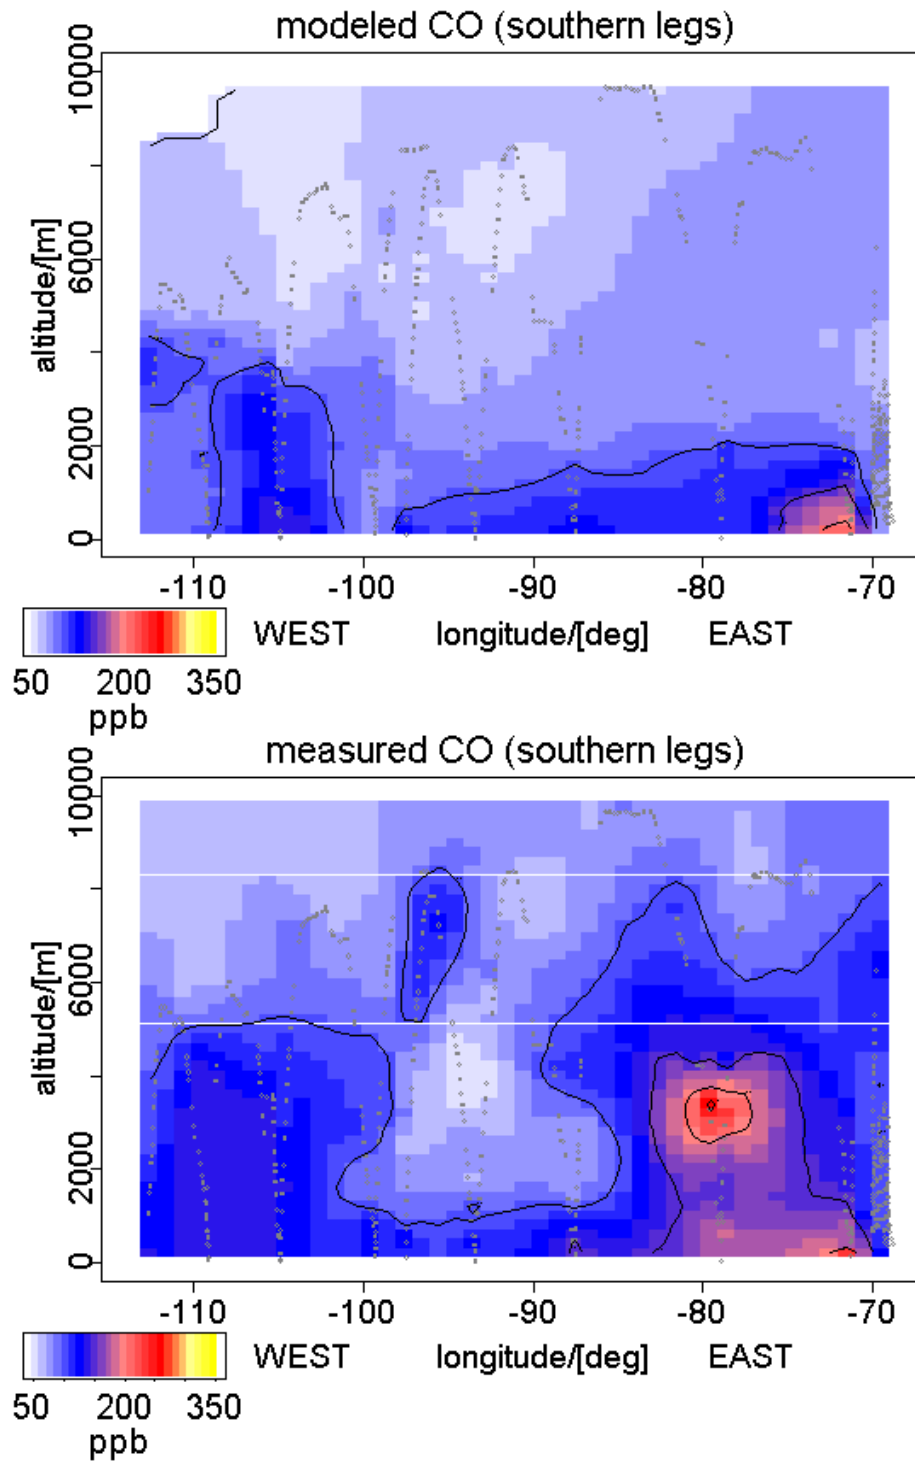 modeled CO (southern legs)
10000
6000
2000
0
altitude/[m]
-110 -100 -90 -80 -70
WEST longitude/[deg] EAST
50 200 350
ppb
measured CO (southern legs)
10000
6000
2000
0
altitude/[m]
-110 -100 -90 -80 -70
WEST longitude/[deg] EAST
50 200 350
ppb